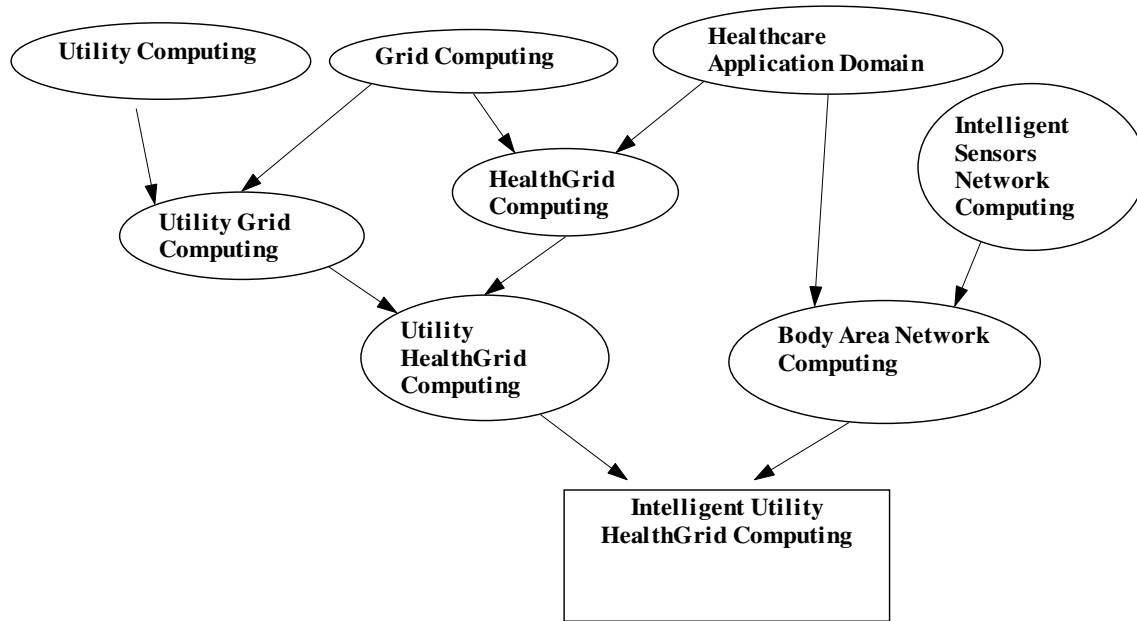 Utility Computing
Grid Computing
Healthcare
Application Domain
Intelligent
Sensors
Network
Computing
HealthGrid
Computing
Utility Grid
Computing
Utility
HealthGrid
Computing
Body Area Network
Computing
Intelligent Utility
HealthGrid Computing